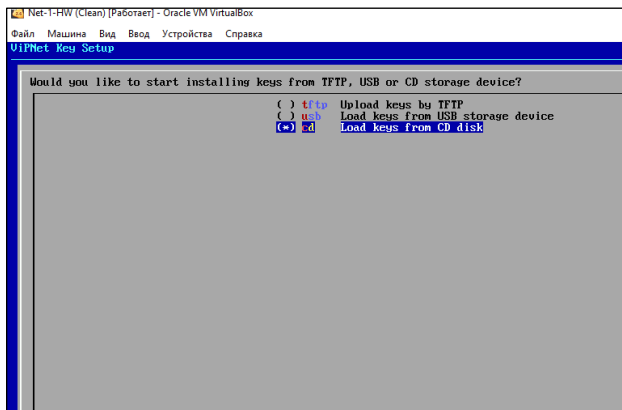 Net-1-HW (Clean) [Работает] - Oracle VM VirtualBox
Файл Машина Вид Ввод Устройства Справка
ViPNet Key Setup
Would you like to start installing keys from TFTP, USB or CD storage device?
( ) tftp Upload keys by TFTP
( ) usb Load keys from USB storage device
(*) cd Load keys from CD disk